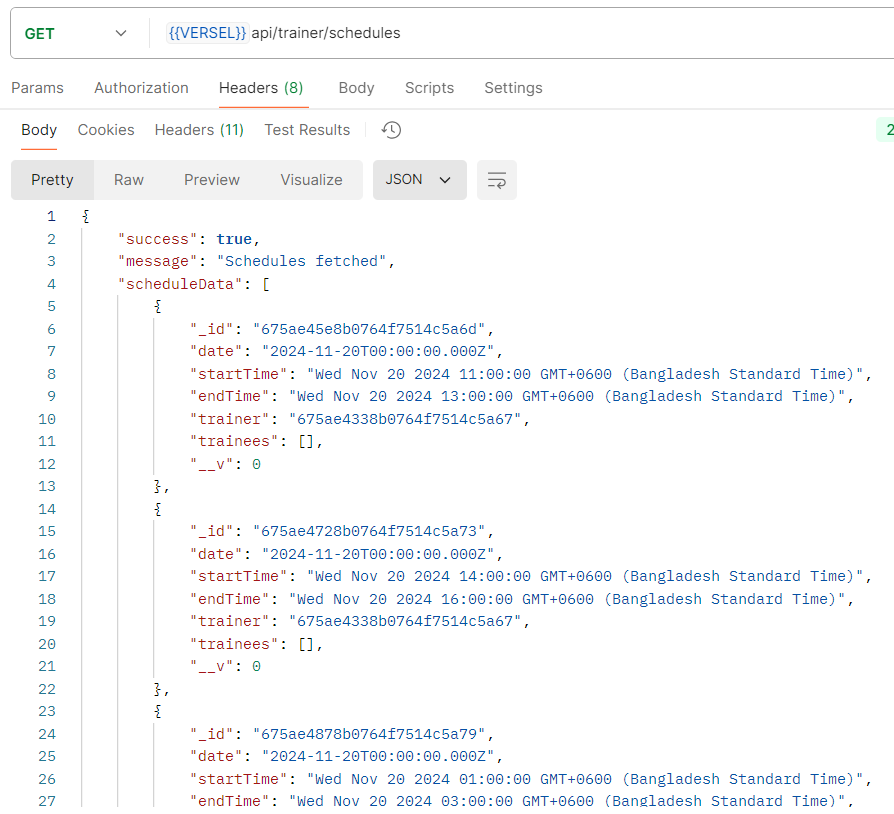 GET {{VERSEL}} api/trainer/schedules
Params Authorization Headers (8) Body Scripts Settings
Body Cookies Headers (11) Test Results 2
Pretty Raw Preview Visualize JSON
1 {
2 "success": true,
3 "message": "Schedules fetched",
4 "scheduleData": [
5 {
6 "_id": "675ae45e8b0764f7514c5a6d",
7 "date": "2024-11-20T00:00:00.000Z",
8 "startTime": "Wed Nov 20 2024 11:00:00 GMT+0600 (Bangladesh Standard Time)",
9 "endTime": "Wed Nov 20 2024 13:00:00 GMT+0600 (Bangladesh Standard Time)",
10 "trainer": "675ae4338b0764f7514c5a67",
11 "trainees": [],
12 "__v": 0
13 },
14 {
15 "_id": "675ae4728b0764f7514c5a73",
16 "date": "2024-11-20T00:00:00.000Z",
17 "startTime": "Wed Nov 20 2024 14:00:00 GMT+0600 (Bangladesh Standard Time)",
18 "endTime": "Wed Nov 20 2024 16:00:00 GMT+0600 (Bangladesh Standard Time)",
19 "trainer": "675ae4338b0764f7514c5a67",
20 "trainees": [],
21 "__v": 0
22 },
23 {
24 "_id": "675ae4878b0764f7514c5a79",
25 "date": "2024-11-20T00:00:00.000Z",
26 "startTime": "Wed Nov 20 2024 01:00:00 GMT+0600 (Bangladesh Standard Time)",
27 "endTime": "Wed Nov 20 2024 03:00:00 GMT+0600 (Bangladesh Standard Time)",